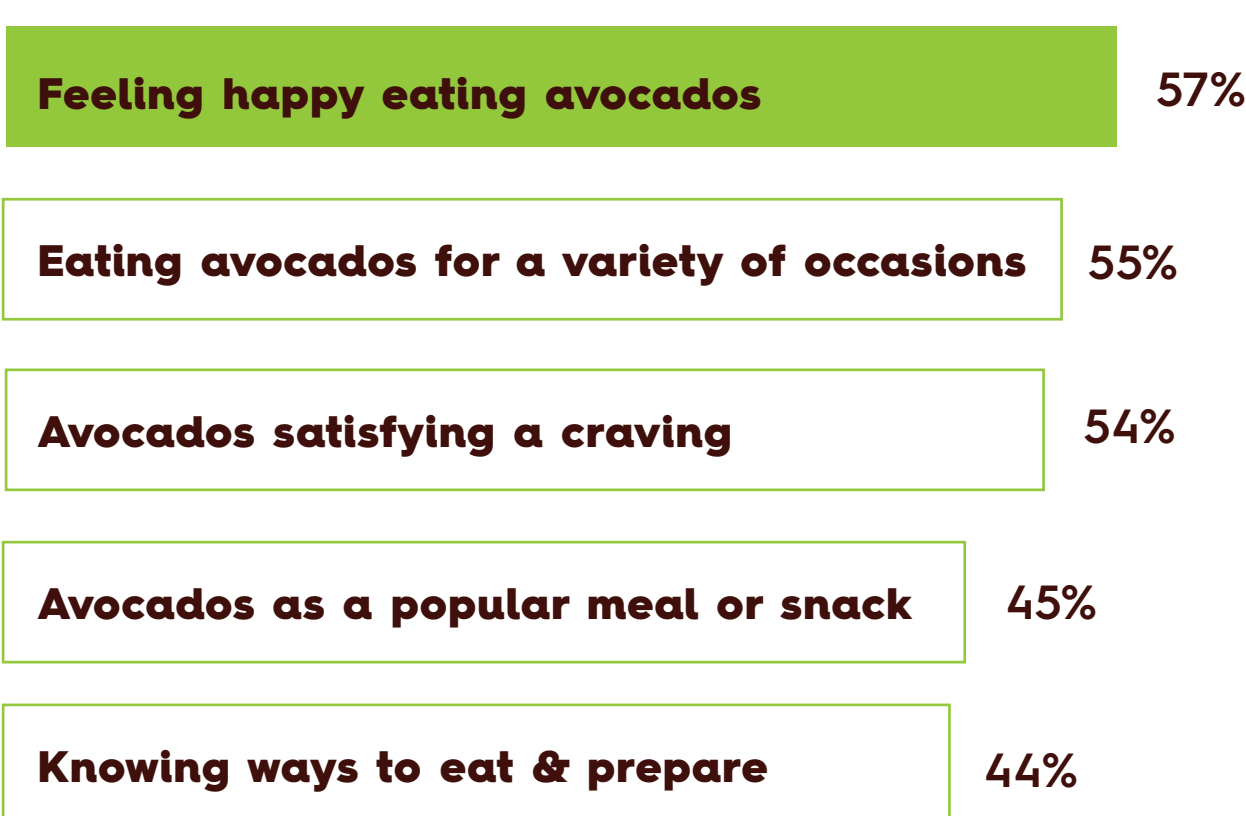 Feeling happy eating avocados 57%
Eating avocados for a variety of occasions 55%
Avocados satisfying a craving 54%
Avocados as a popular meal or snack 45%
Knowing ways to eat & prepare 44%